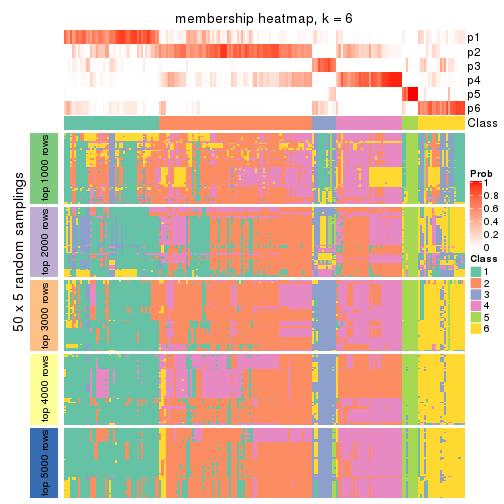 membership heatmap, k = 6
p1
p2
p3
p4
p5
p6
Class
50 x 5 random samplings
top 1000 rows
top 2000 rows
top 3000 rows
top 4000 rows
top 5000 rows
Prob
1
0.8
0.6
0.4
0.2
0
Class
1
2
3
4
5
6